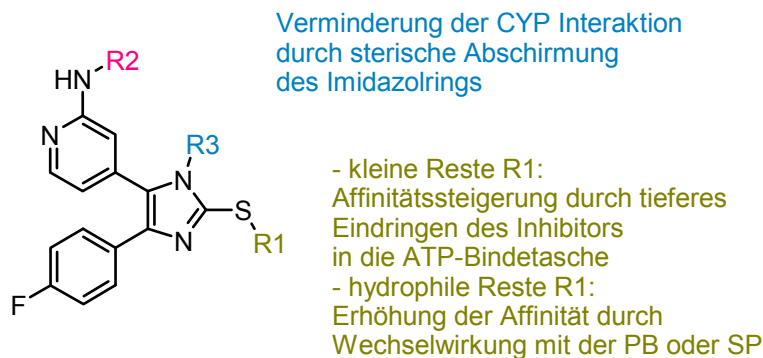 Verminderung der CYP Interaktion
durch sterische Abschirmung
des Imidazolrings
HN
R2
N
R3
N
S
R1
N
F
- kleine Reste R1:
Affinitätssteigerung durch tieferes
Eindringen des Inhibitors
in die ATP-Bindetasche
- hydrophile Reste R1:
Erhöhung der Affinität durch
Wechselwirkung mit der PB oder SP